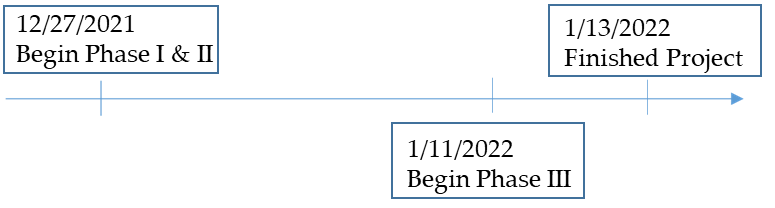 12/27/2021
Begin Phase I & II
1/11/2022
Begin Phase III
1/13/2022
Finished Project